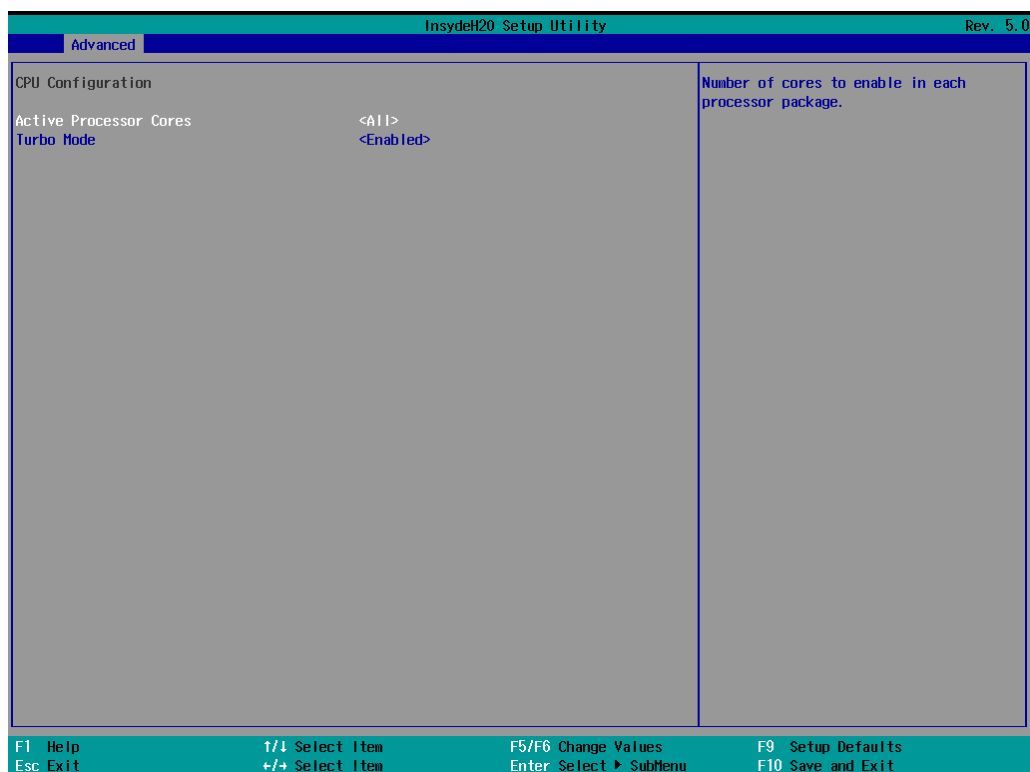 InsydeH20 Setup Utility Rev. 5.0
Advanced
CPU Configuration
Active Processor Cores <All>
Turbo Mode <Enabled>
Number of cores to enable in each
processor package.
F1 Help ↑/↓ Select Item F5/F6 Change Values F9 Setup Defaults
Esc Exit ←/→ Select Item Enter Select ▶ SubMenu F10 Save and Exit